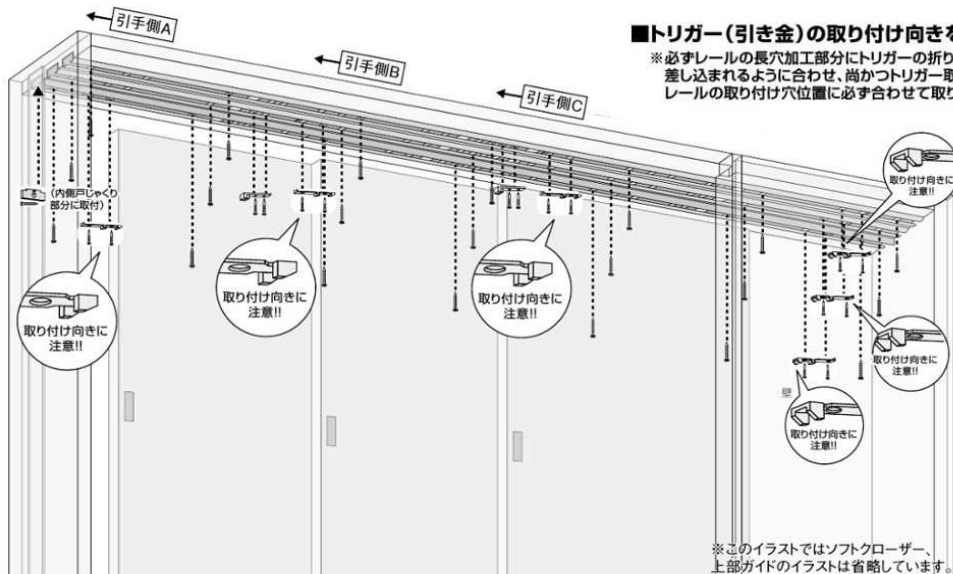 引手側A
引手側B
引手側C
■トリガー(引き金)の取り付け向きを
※必ずレールの長穴加工部分にトリガーの折り
差し込まれるように合わせ、尚かつトリガー取
レールの取り付け穴位置に必ず合わせて取り
(内側戸じゃくり
部分に取付)
取り付け向きに
注意!!
取り付け向きに
注意!!
取り付け向きに
注意!!
取り付け向きに
注意!!
取り付け向きに
注意!!
壁
取り付け向きに
注意!!
※このイラストではソフトクローザー、
上部ガイドのイラストは省略しています。